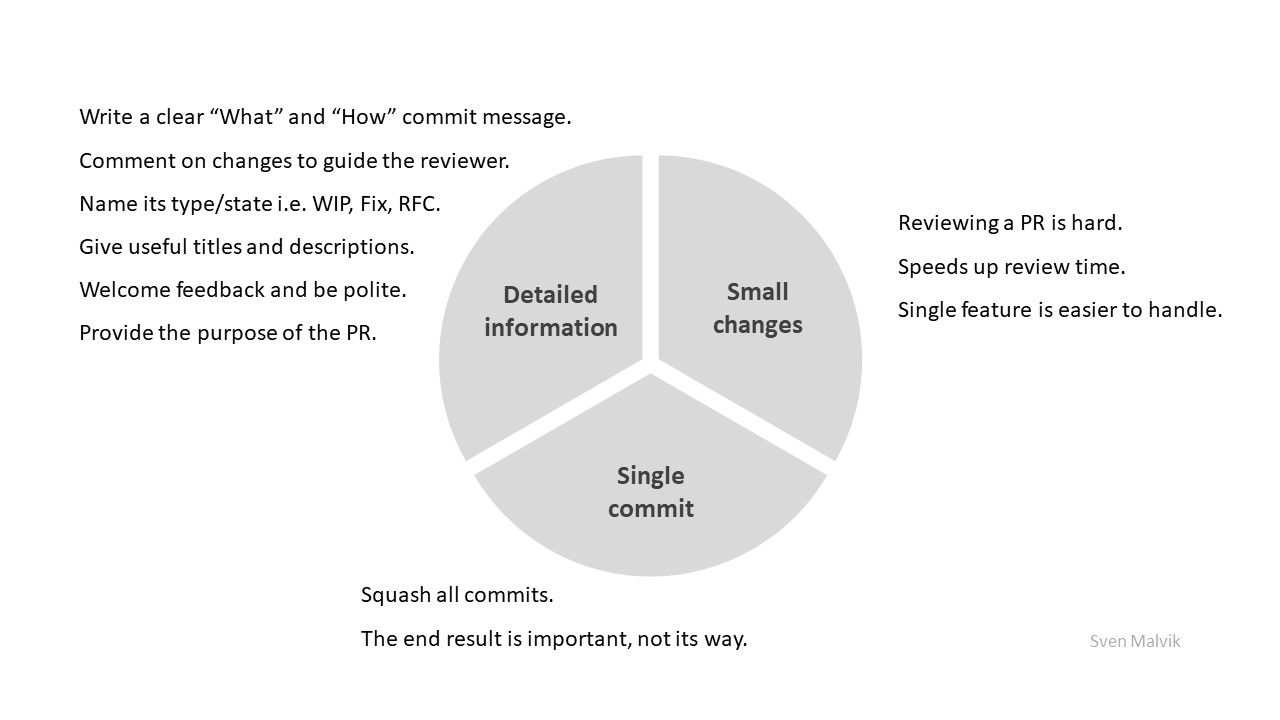 Write a clear “What” and “How” commit message.
Comment on changes to guide the reviewer.
Name its type/state i.e. WIP, Fix, RFC.
Give useful titles and descriptions.
Welcome feedback and be polite.
Provide the purpose of the PR.
Detailed
information
Small
changes
Reviewing a PR is hard.
Speeds up review time.
Single feature is easier to handle.
Single
commit
Squash all commits.
The end result is important, not its way.
Sven Malvik